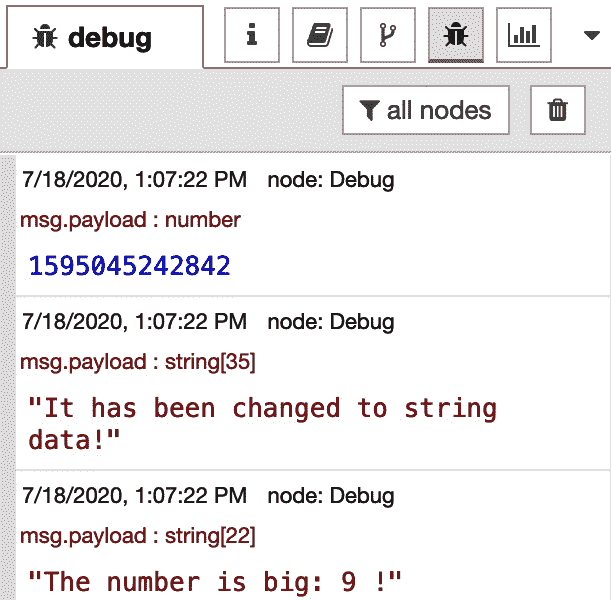 debug
all nodes
7/18/2020, 1:07:22 PM node: Debug
msg.payload : number
1595045242842
7/18/2020, 1:07:22 PM node: Debug
msg.payload : string[35]
"It has been changed to string
data!"
7/18/2020, 1:07:22 PM node: Debug
msg.payload : string[22]
"The number is big: 9 !"